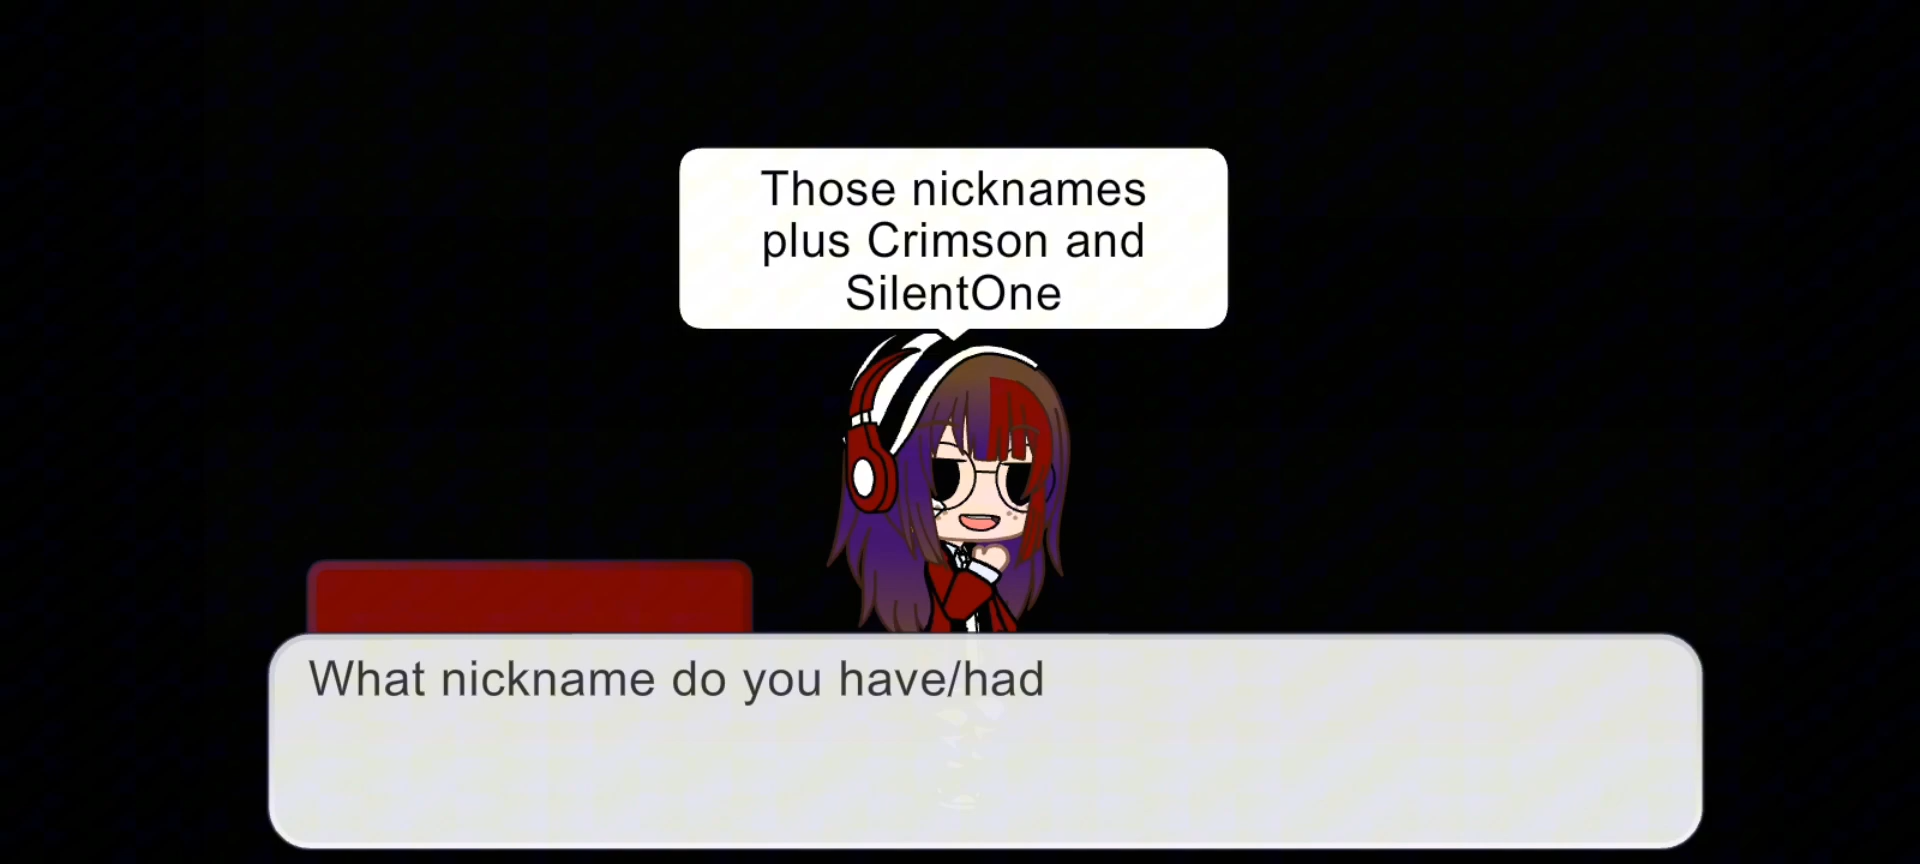 Those nicknames
plus Crimson and
SilentOne
What nickname do you have/had